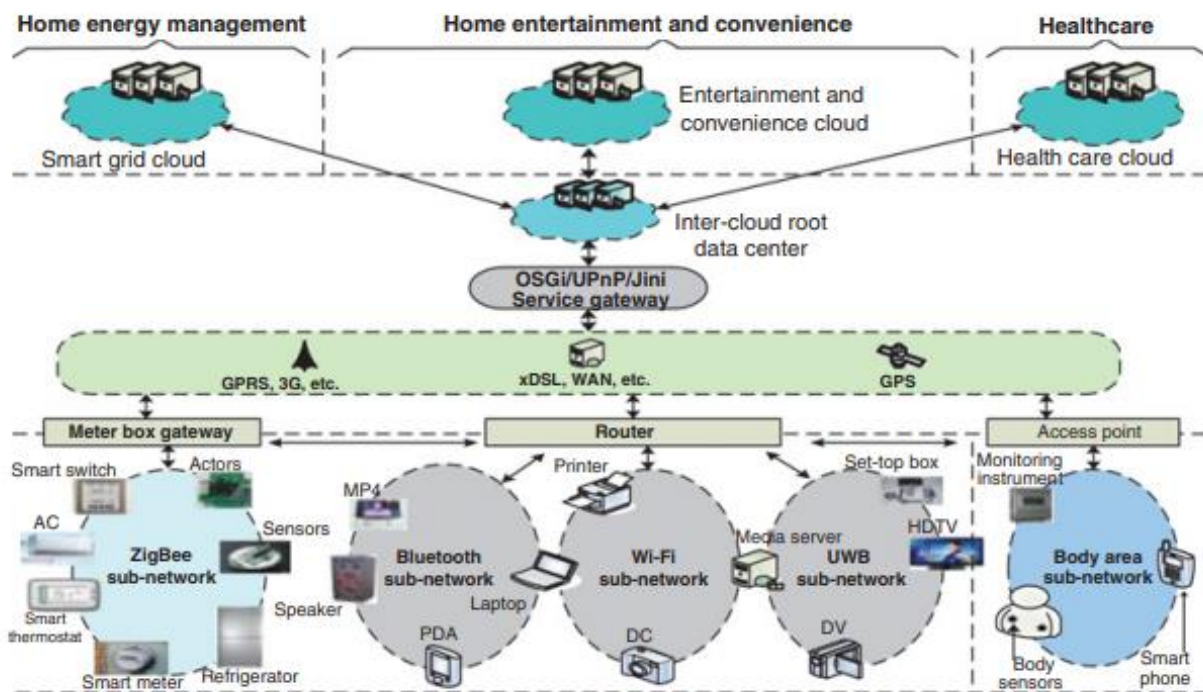 Home energy management
Home entertainment and convenience
Healthcare
Entertainment and
convenience cloud
Smart grid cloud
Health care cloud
Inter-cloud root
data center
OSGi/UPnP/Jini
Service gateway
GPRS, 3G, etc.
xDSL, WAN, etc.
GPS
Meter box gateway
Router
Access point
Smart switch
Actors
AC
Sensors
ZigBee
sub-network
Smart
thermostat
Smart meter
Refrigerator
MP4
Bluetooth
sub-network
Speaker
PDA
Laptop
Printer
Wi-Fi
sub-network
DC
Media server
Set-top box
HDTV
UWB
sub-network
DV
Monitoring
instrument
Body area
sub-network
Body
sensors
Smart
phone